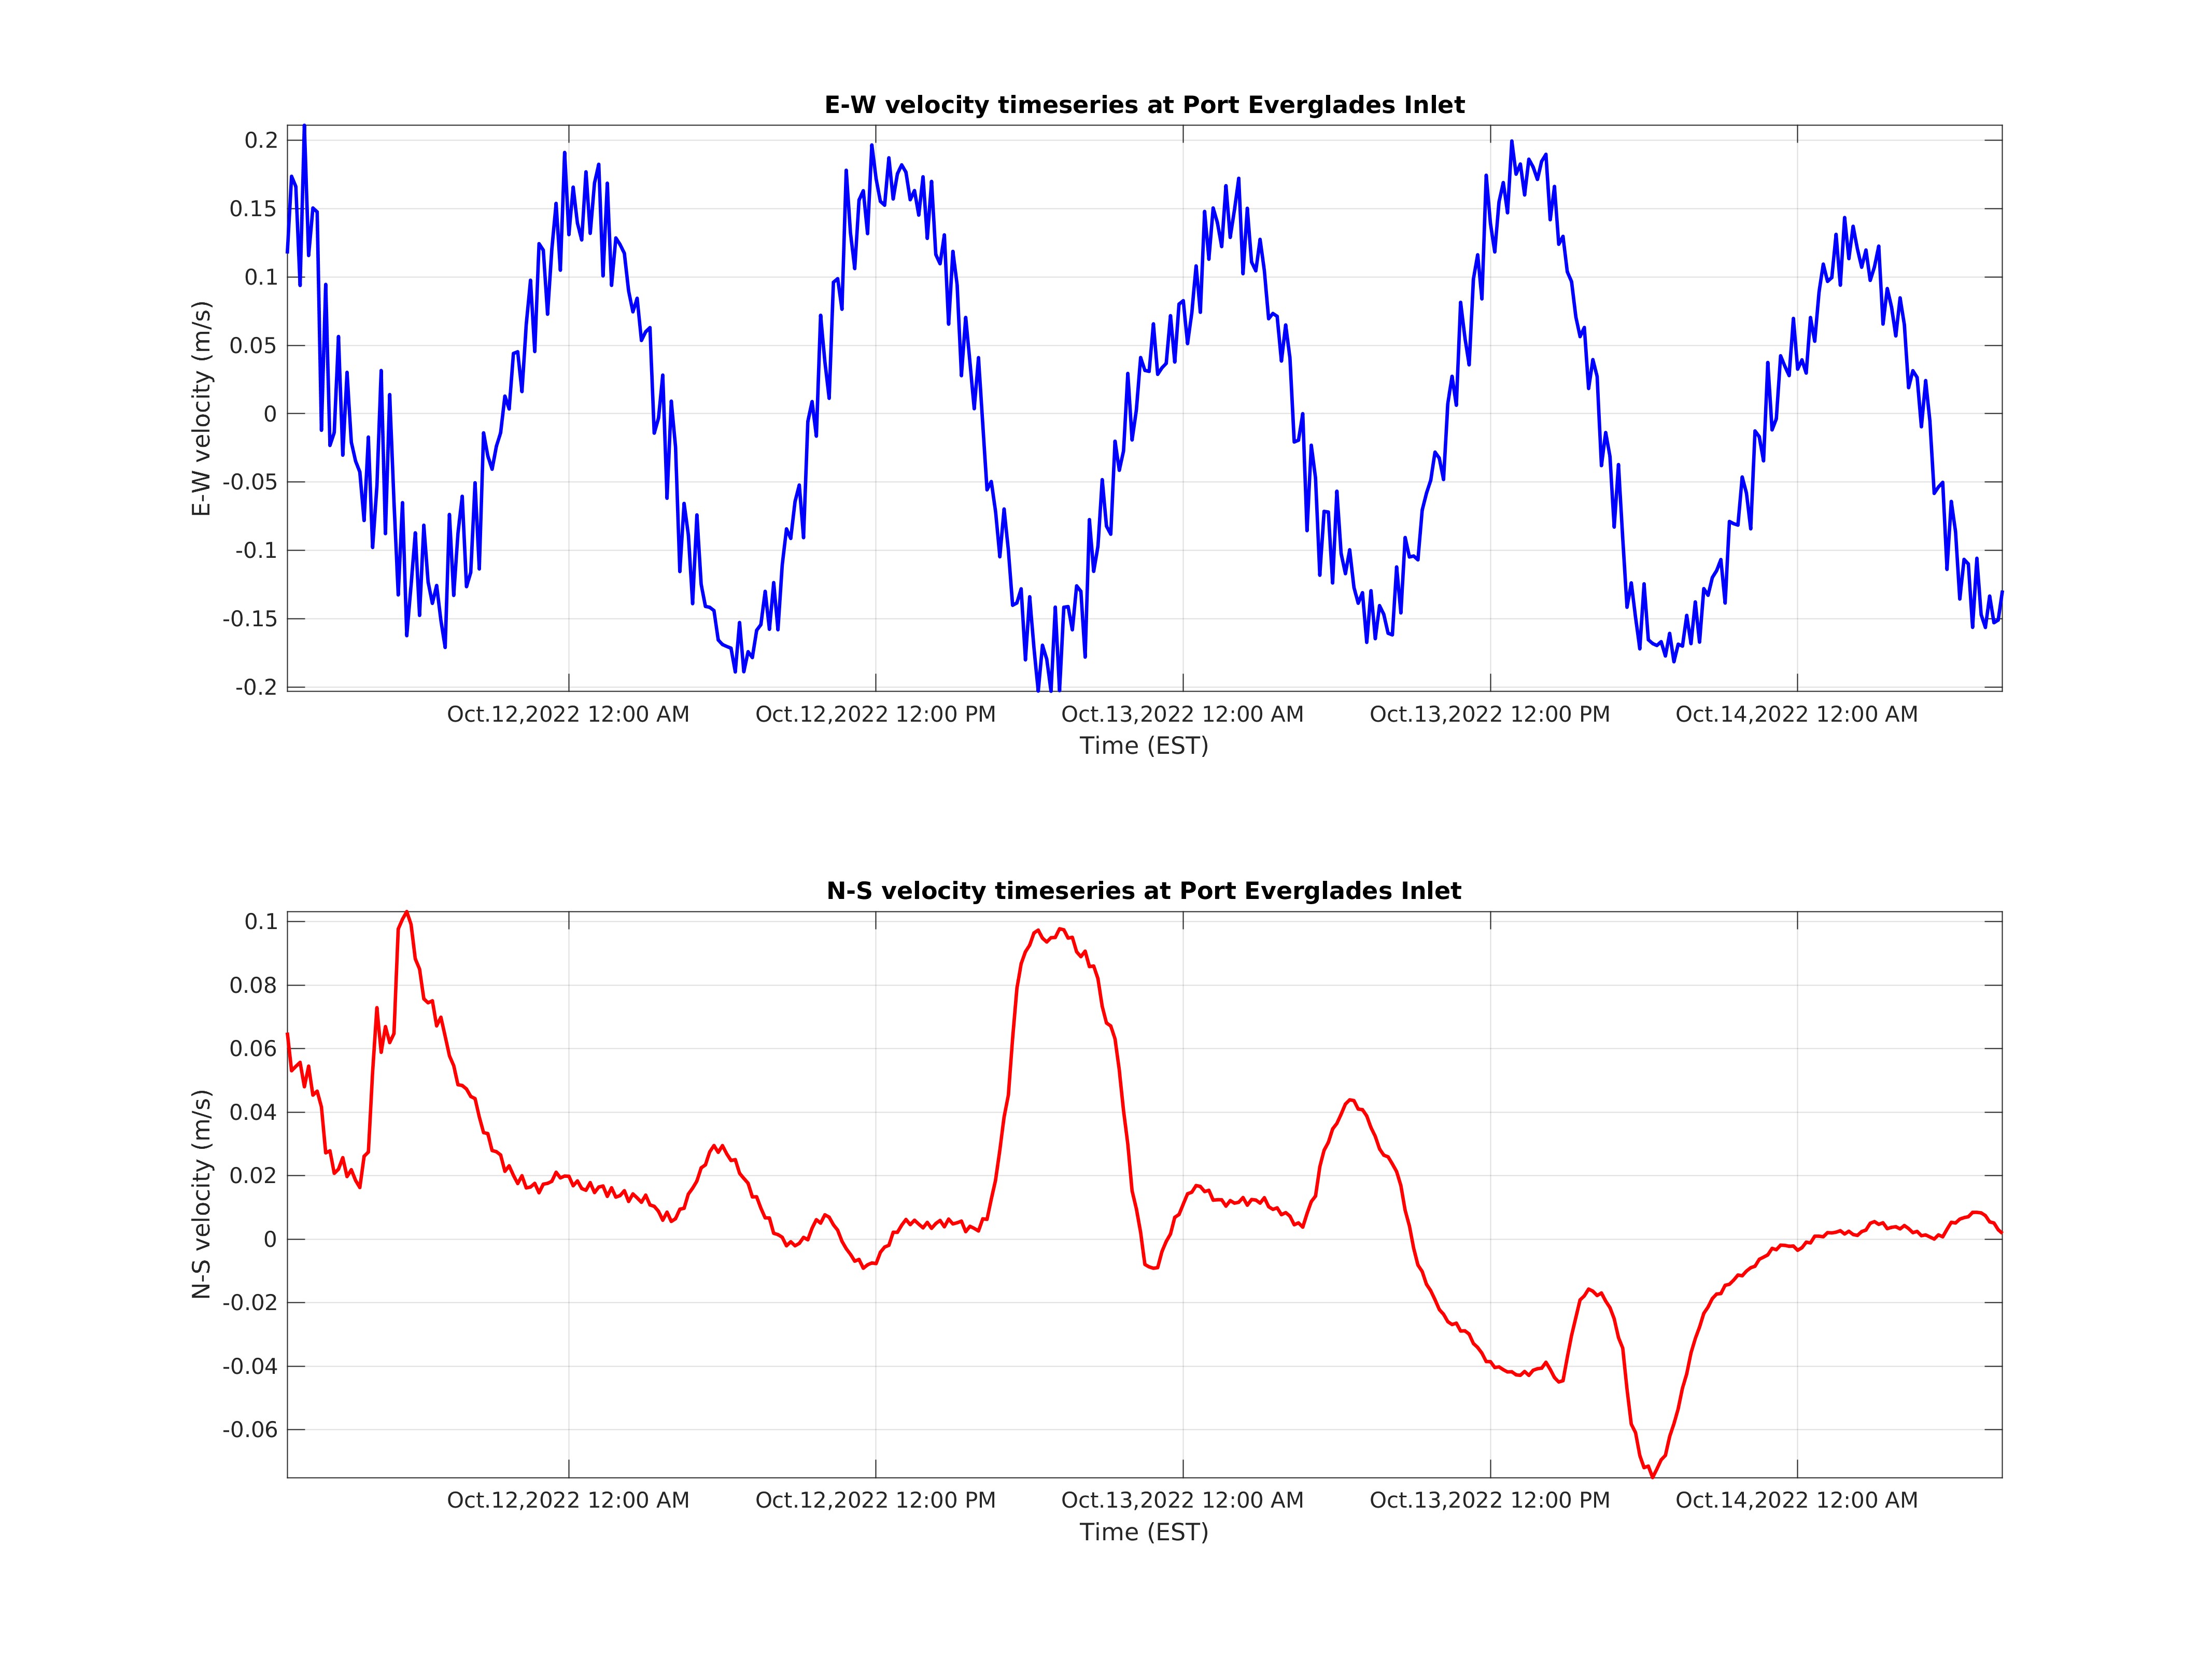 E-W velocity timeseries at Port Everglades Inlet
0.2
0.15
0.1
0.05
0
-0.05
-0.1
-0.15
-0.2
E-W velocity (m/s)
Oct.12,2022 12:00 AM Oct.12,2022 12:00 PM Oct.13,2022 12:00 AM Oct.13,2022 12:00 PM Oct.14,2022 12:00 AM
Time (EST)
N-S velocity timeseries at Port Everglades Inlet
0.1
0.08
0.06
0.04
0.02
0
-0.02
-0.04
-0.06
N-S velocity (m/s)
Oct.12,2022 12:00 AM Oct.12,2022 12:00 PM Oct.13,2022 12:00 AM Oct.13,2022 12:00 PM Oct.14,2022 12:00 AM
Time (EST)